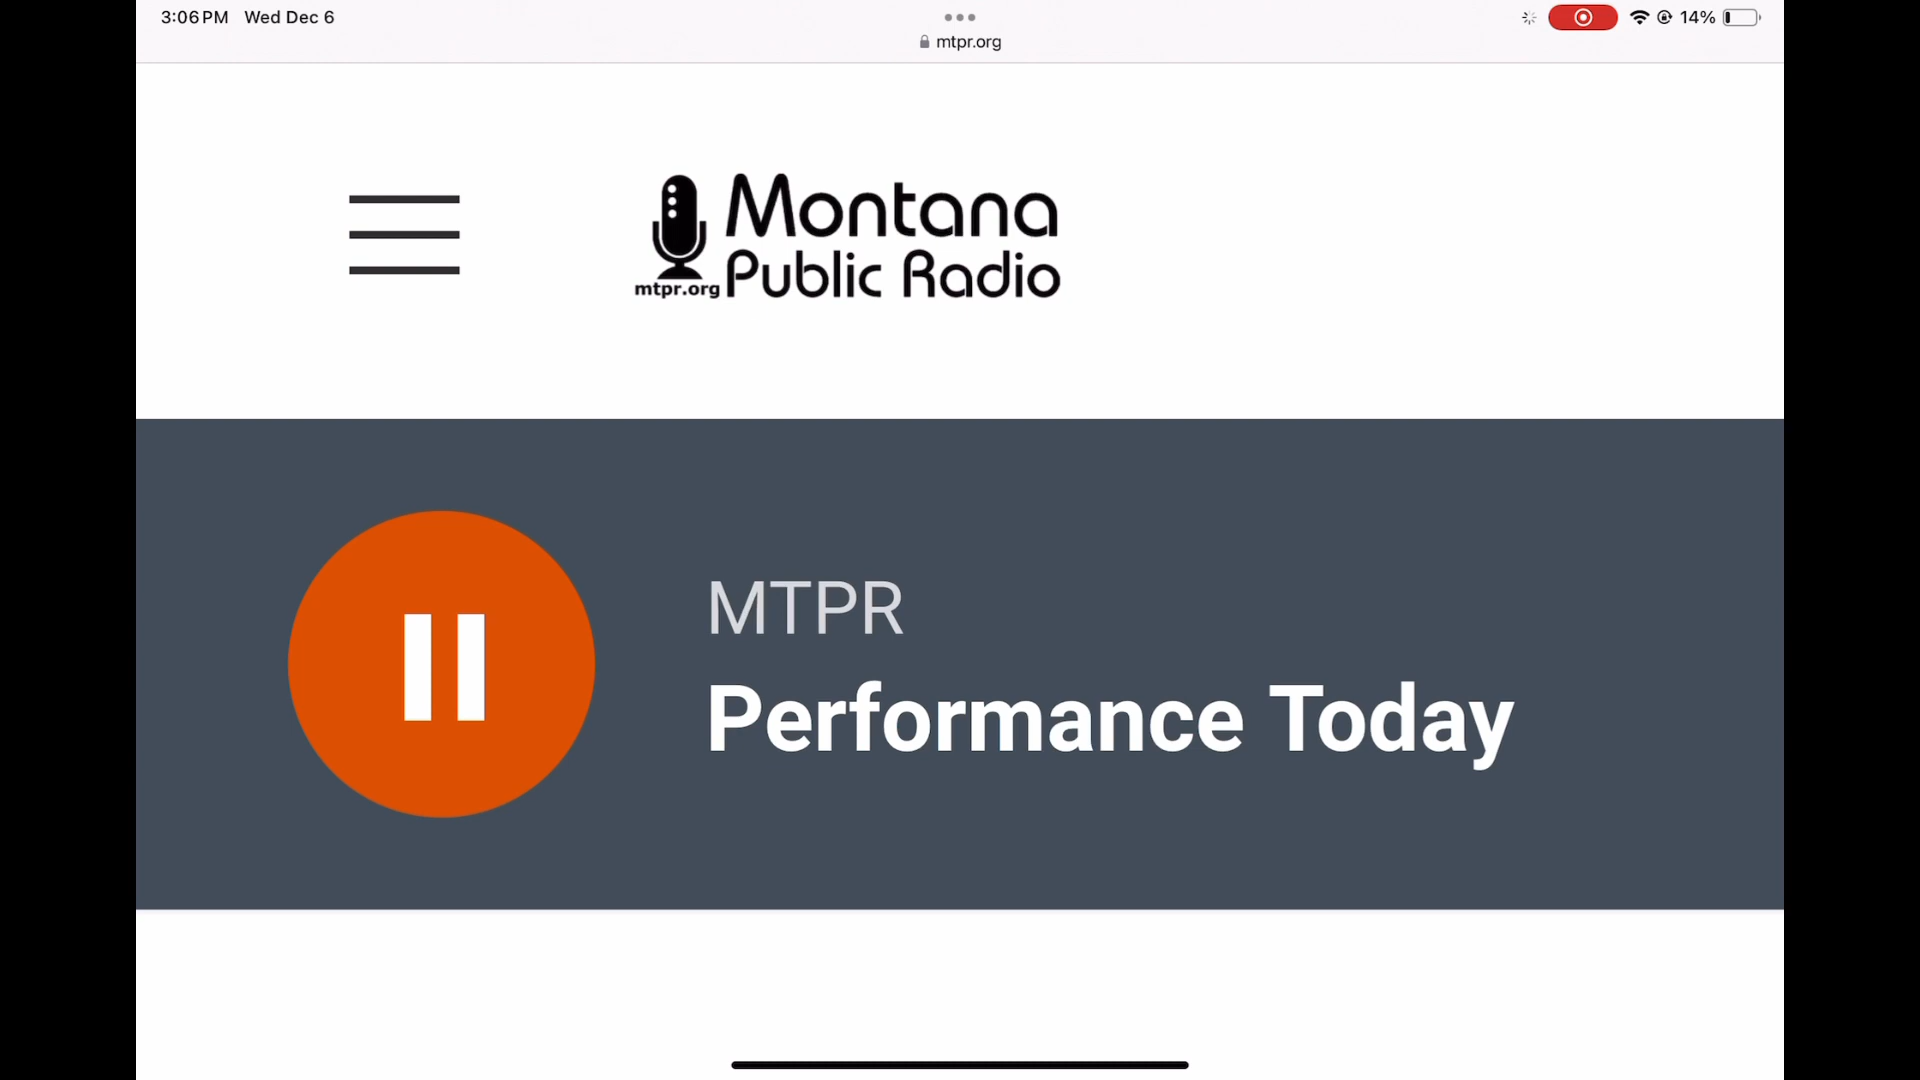 3:06 PM Wed Dec 6
14%
mtpr.org
Montana
Public Radio
mtpr.org
MTPR
Performance Today